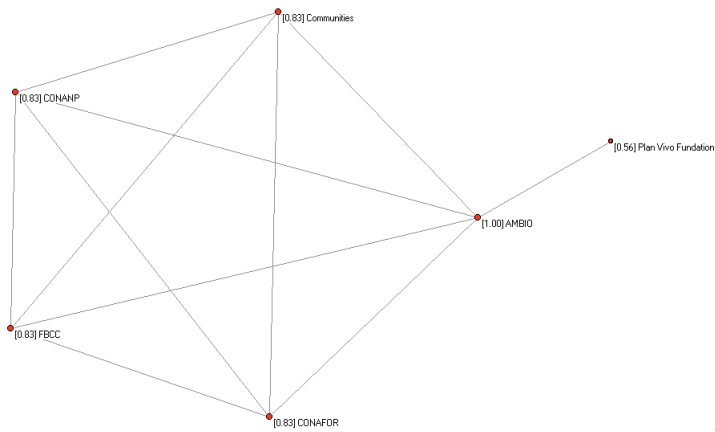 [0.83] Communities
[0.83] CONANP
[0.56] Plan Vivo Fundation
[1.00] AMBIO
[0.83] FBCC
[0.83] CONAFOR